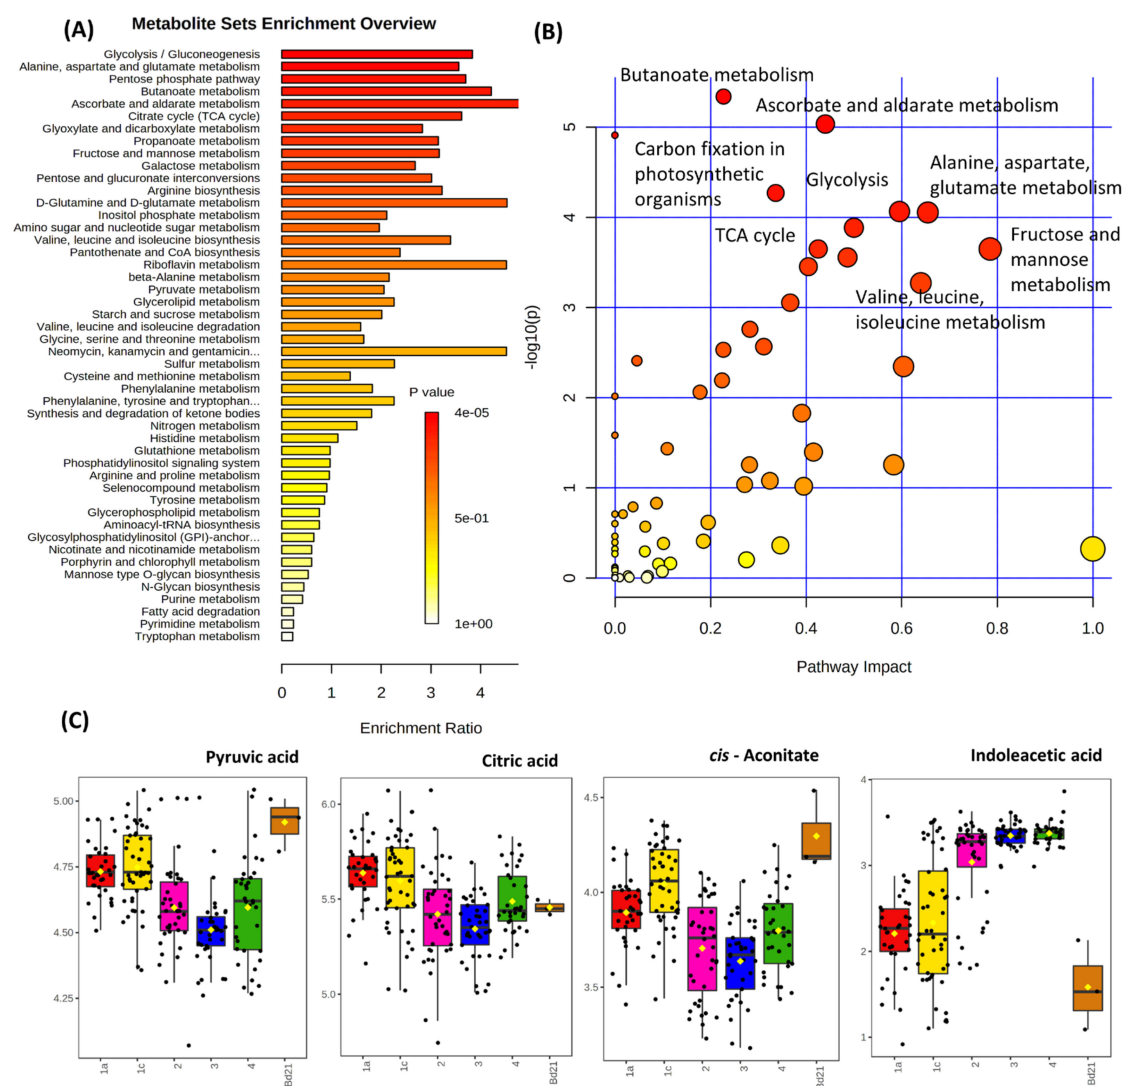 (A)
Metabolite Sets Enrichment Overview
Glycolysis / Gluconeogenesis
Alanine, aspartate and glutamate metabolism
Pentose phosphate pathway
Butanoate metabolism
Ascorbate and aldarate metabolism
Citrate cycle (TCA cycle)
Glyoxylate and dicarboxylate metabolism
Propanoate metabolism
Fructose and mannose metabolism
Galactose metabolism
Pentose and glucuronate interconversions
Arginine biosynthesis
D-Glutamine and D-glutamate metabolism
Inositol phosphate metabolism
Amino sugar and nucleotide sugar metabolism
Valine, leucine and isoleucine biosynthesis
Pantothenate and CoA biosynthesis
Riboflavin metabolism
beta-Alanine metabolism
Pyruvate metabolism
Glycerolipid metabolism
Starch and sucrose metabolism
Valine, leucine and isoleucine degradation
Glycine, serine and threonine metabolism
Neomycin, kanamycin and gentamicin...
Sulfur metabolism
Cysteine and methionine metabolism
Phenylalanine metabolism
Phenylalanine, tyrosine and tryptophan...
Synthesis and degradation of ketone bodies
Nitrogen metabolism
Histidine metabolism
Glutathione metabolism
Phosphatidylinositol signaling system
Arginine and proline metabolism
Selenocompound metabolism
Tyrosine metabolism
Glycerophospholipid metabolism
Aminoacyl-tRNA biosynthesis
Glycosylphosphatidylinositol (GPI)-anchor...
Nicotinate and nicotinamide metabolism
Porphyrin and chlorophyll metabolism
Mannose type O-glycan biosynthesis
N-Glycan biosynthesis
Purine metabolism
Fatty acid degradation
Pyrimidine metabolism
Tryptophan metabolism
P value
4e-05
5e-01
1e+00
0 1 2 3 4
Enrichment Ratio
(B)
Butanoate metabolism
Ascorbate and aldarate metabolism
Carbon fixation in
photosynthetic
organisms
Glycolysis
Alanine, aspartate,
glutamate metabolism
TCA cycle
Fructose and
mannose
metabolism
Valine, leucine,
isoleucine metabolism
-log10(p)
5
4
3
2
1
0
0.0 0.2 0.4 0.6 0.8 1.0
Pathway Impact
(C)
Pyruvic acid
5.00
4.75
4.50
4.25
1a 1c 2 3 4 Bd21
Citric acid
6.0
5.5
5.0
1a 1c 2 3 4 Bd21
cis - Aconitate
4.5
4.0
3.5
1a 1c 2 3 4 Bd21
Indoleacetic acid
4
3
2
1
1a 1c 2 3 4 Bd21